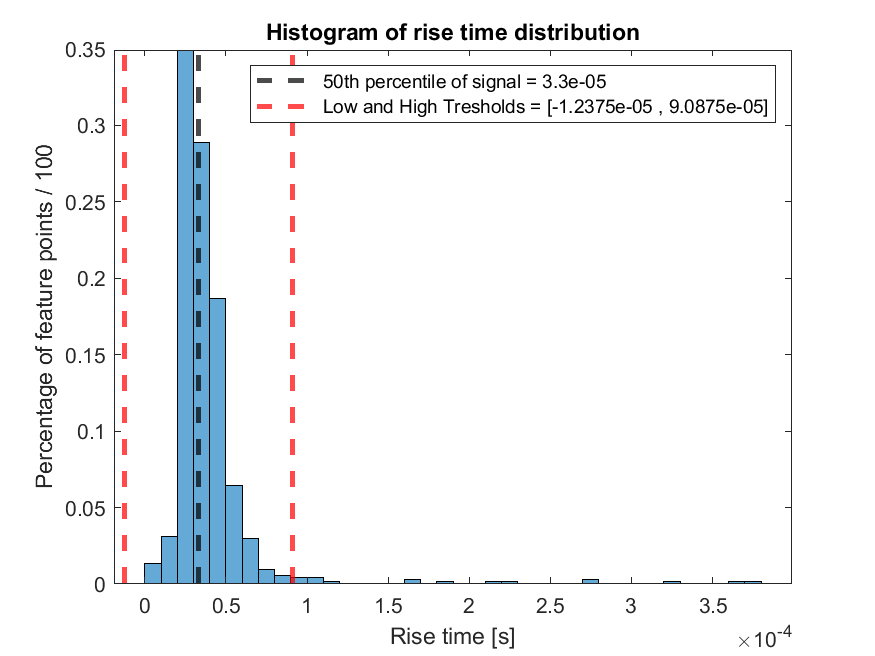 Histogram of rise time distribution
50th percentile of signal = 3.3e-05
Low and High Tresholds = [-1.2375e-05 , 9.0875e-05]
Percentage of feature points / 100
0.35
0.3
0.25
0.2
0.15
0.1
0.05
0
0 0.5 1 1.5 2 2.5 3 3.5
Rise time [s]
×10⁻⁴